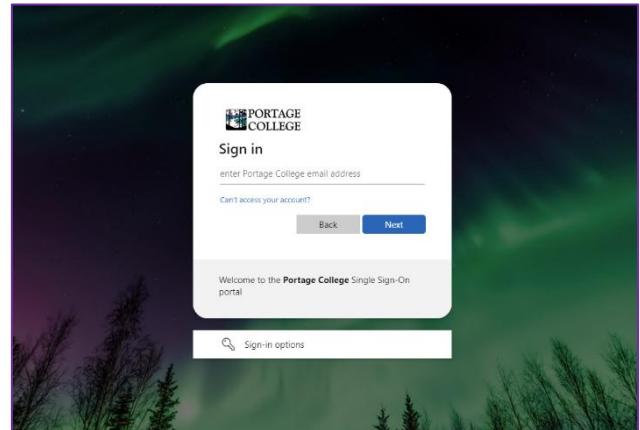 PORTAGE
COLLEGE
Sign in
enter Portage College email address
Can't access your account?
Back Next
Welcome to the Portage College Single Sign-On
portal
Sign-in options